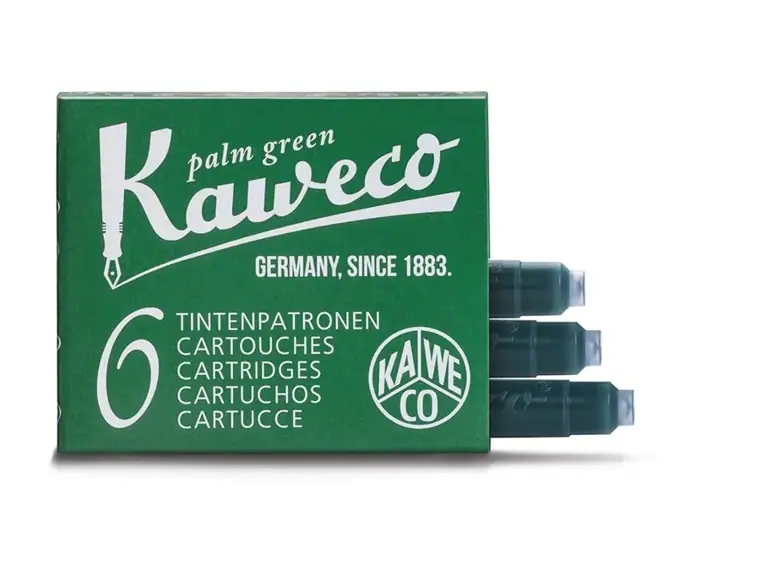 palm green
Kaweco
GERMANY, SINCE 1883.
6
TINTENPATRONEN
CARTOUCHES
CARTRIDGES
CARTUCHOS
CARTUCCE
KA WE
CO